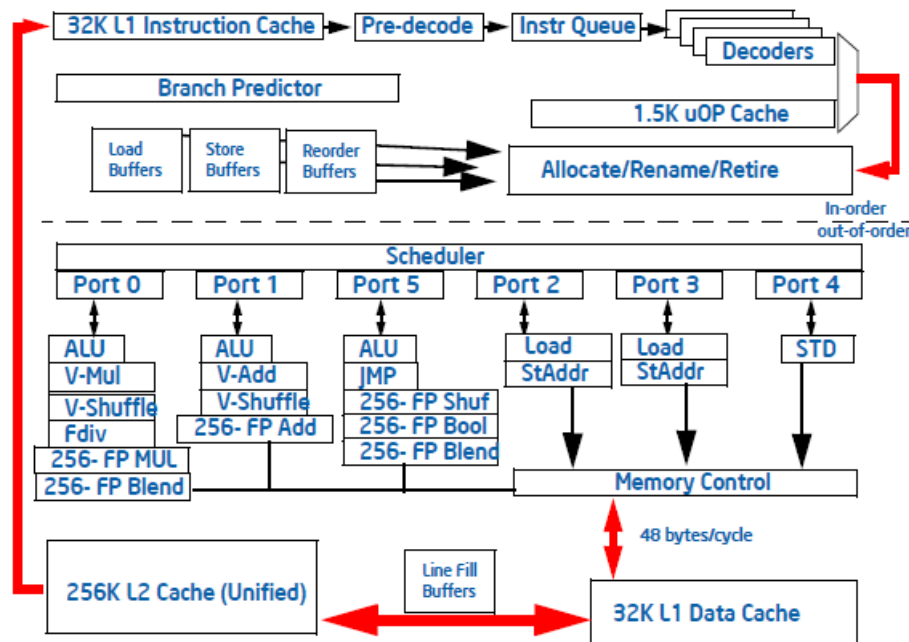 32K L1 Instruction Cache
Pre-decode
Instr Queue
Decoders
Branch Predictor
1.5K uOP Cache
Load
Buffers
Store
Buffers
Reorder
Buffers
Allocate/Rename/Retire
In-order
out-of-order
Scheduler
Port 0
Port 1
Port 5
Port 2
Port 3
Port 4
ALU
V-Mul
V-Shuffle
Fdiv
256- FP MUL
256- FP Blend
ALU
V-Add
V-Shuffle
256- FP Add
ALU
JMP
256- FP Shuf
256- FP Bool
256- FP Blend
Load
StAddr
Load
StAddr
STD
Memory Control
48 bytes/cycle
256K L2 Cache (Unified)
Line Fill
Buffers
32K L1 Data Cache